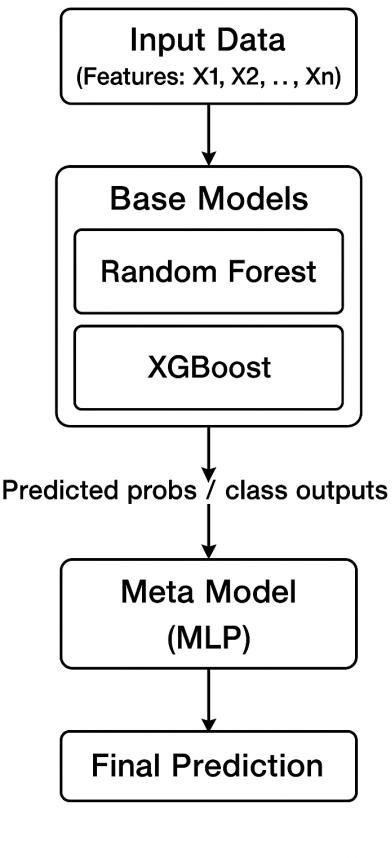 Input Data
(Features: X1, X2, .., Xn)
Base Models
Random Forest
XGBoost
Predicted probs / class outputs
Meta Model
(MLP)
Final Prediction